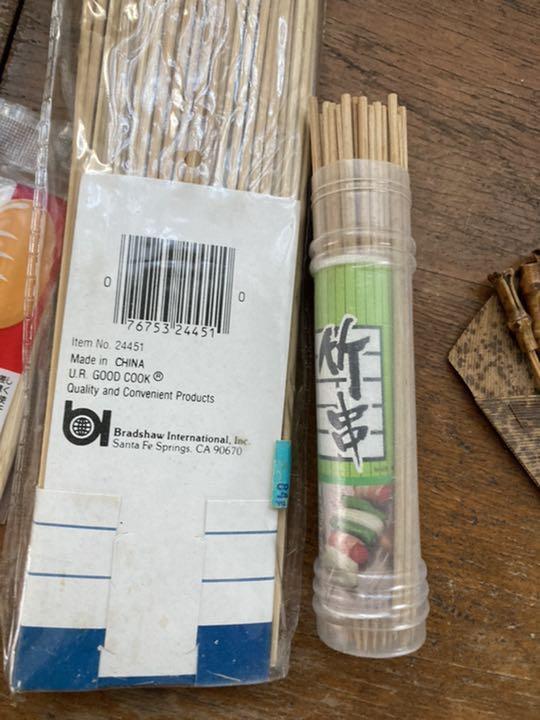 0
0
76753 24451
Item No. 24451
Made in CHINA
U.R. GOOD COOK ®
Quality and Convenient Products
bi
Bradshaw International, Inc.
Santa Fe Springs, CA 90670
竹串